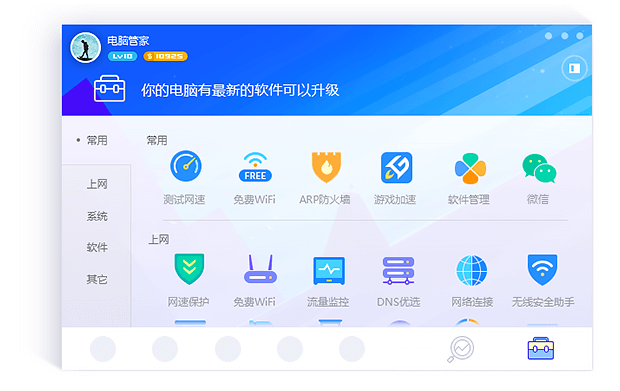 电脑管家
Lv10 $ 10925
你的电脑有最新的软件可以升级
常用
上网
系统
软件
其它
常用
测试网速 免费WiFi ARP防火墙 游戏加速 软件管理 微信
FREE
上网
网速保护 免费WiFi 流量监控 DNS优选 网络连接 无线安全助手